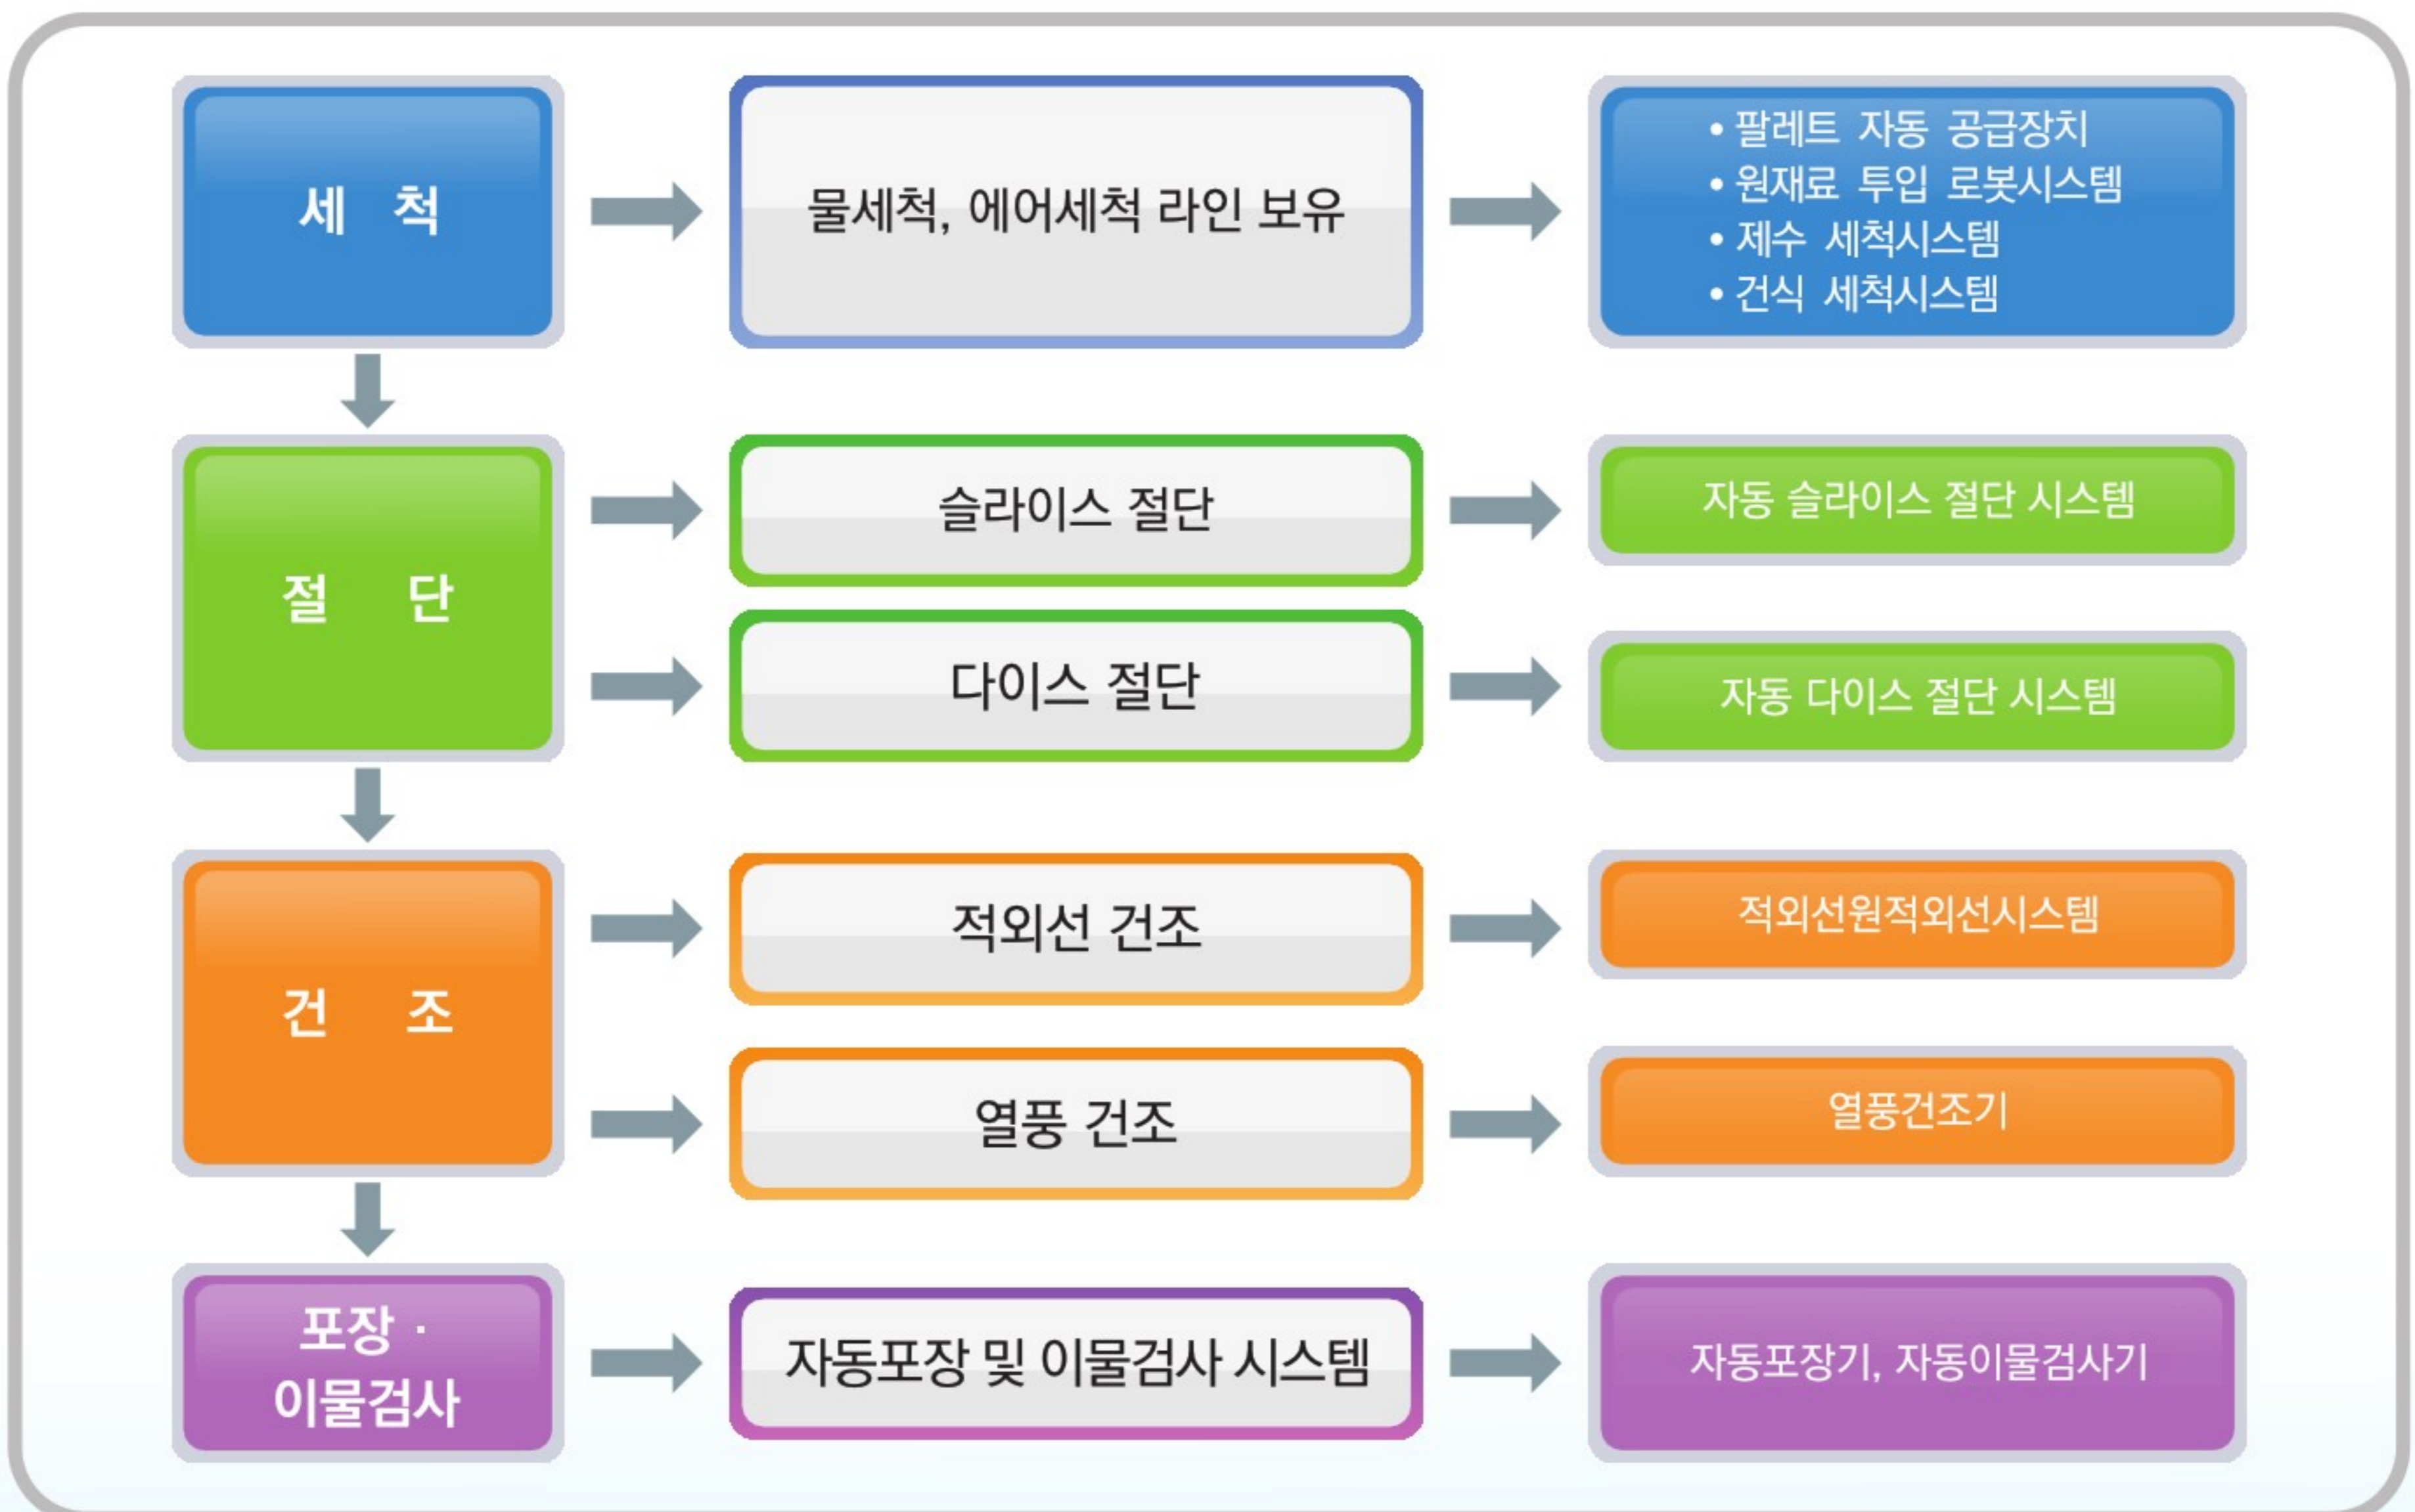 세 척
물세척, 에어세척 라인 보유
• 팔레트 자동 공급장치
• 원재료 투입 로봇시스템
• 제수 세척시스템
• 건식 세척시스템
절 단
슬라이스 절단
자동 슬라이스 절단 시스템
다이스 절단
자동 다이스 절단 시스템
건 조
적외선 건조
적외선원적외선시스템
열풍 건조
열풍건조기
포장 ·
이물검사
자동포장 및 이물검사 시스템
자동포장기, 자동이물검사기